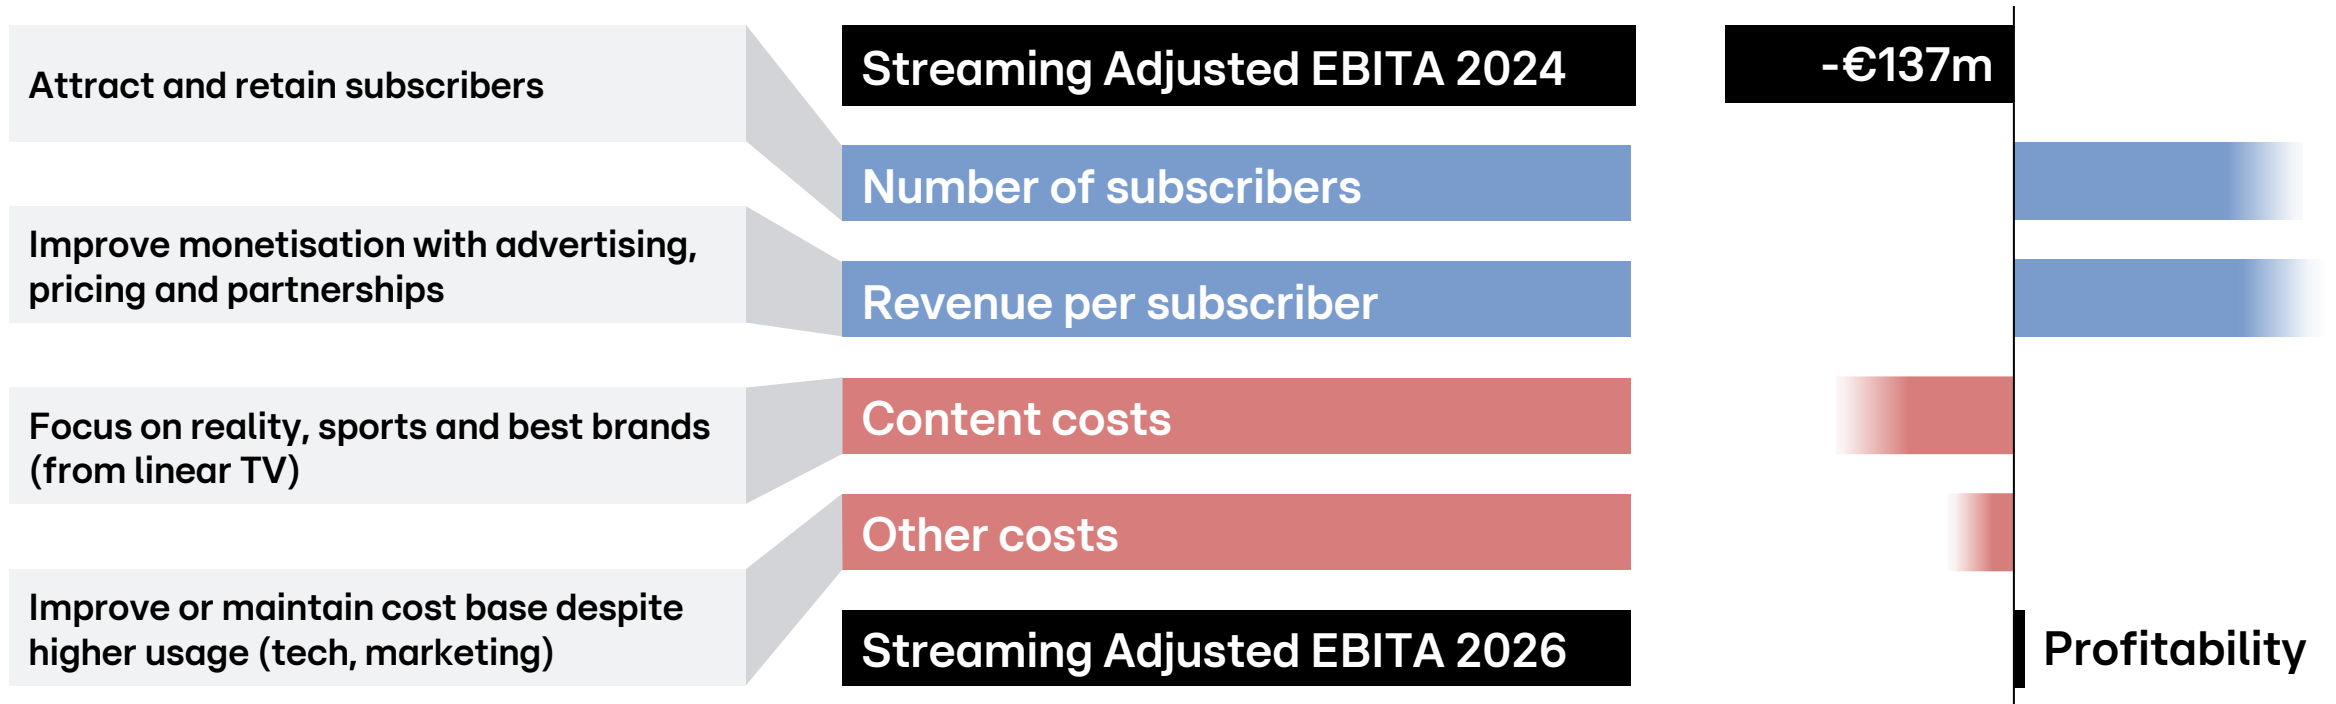 Attract and retain subscribers
Improve monetisation with advertising,
pricing and partnerships
Focus on reality, sports and best brands
(from linear TV)
Improve or maintain cost base despite
higher usage (tech, marketing)
Streaming Adjusted EBITA 2024
-€137m
Number of subscribers
Revenue per subscriber
Content costs
Other costs
Streaming Adjusted EBITA 2026
Profitability